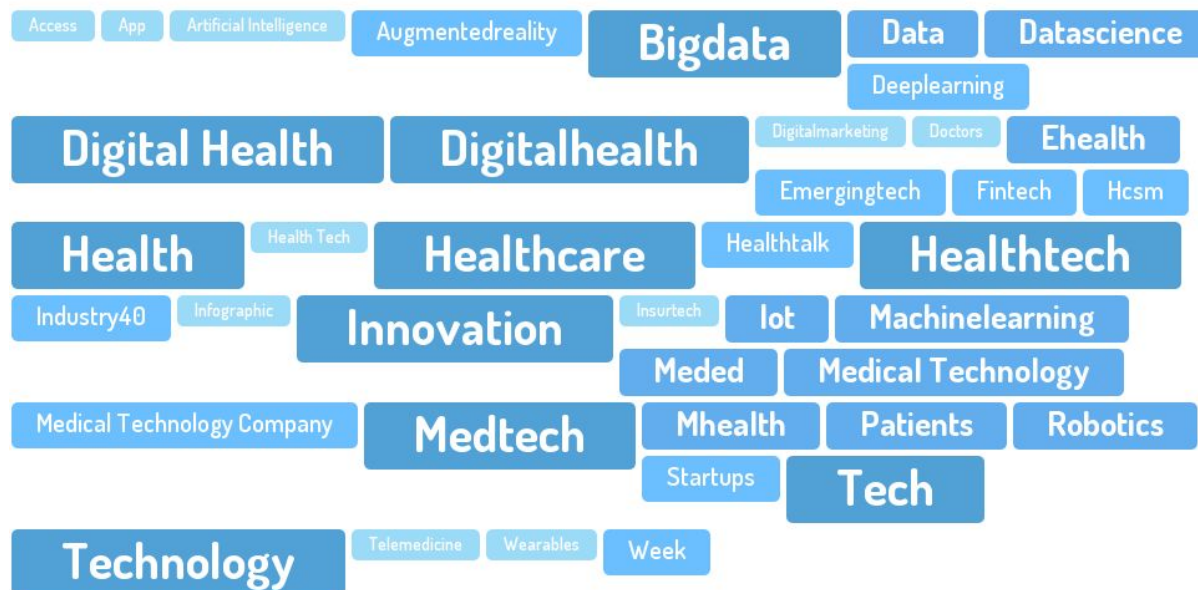 Access App Artificial Intelligence Augmentedreality Bigdata Data Datascience
Deeplearning
Digital Health Digitalhealth Digitalmarketing Doctors Ehealth
Emergingtech Fintech Hcsm
Health Health Tech Healthcare Healthtalk Healthtech
Industry40 Infographic Innovation Insurtech Iot Machinelearning
Meded Medical Technology
Medical Technology Company Medtech Mhealth Patients Robotics
Startups Tech
Technology Telemedicine Wearables Week